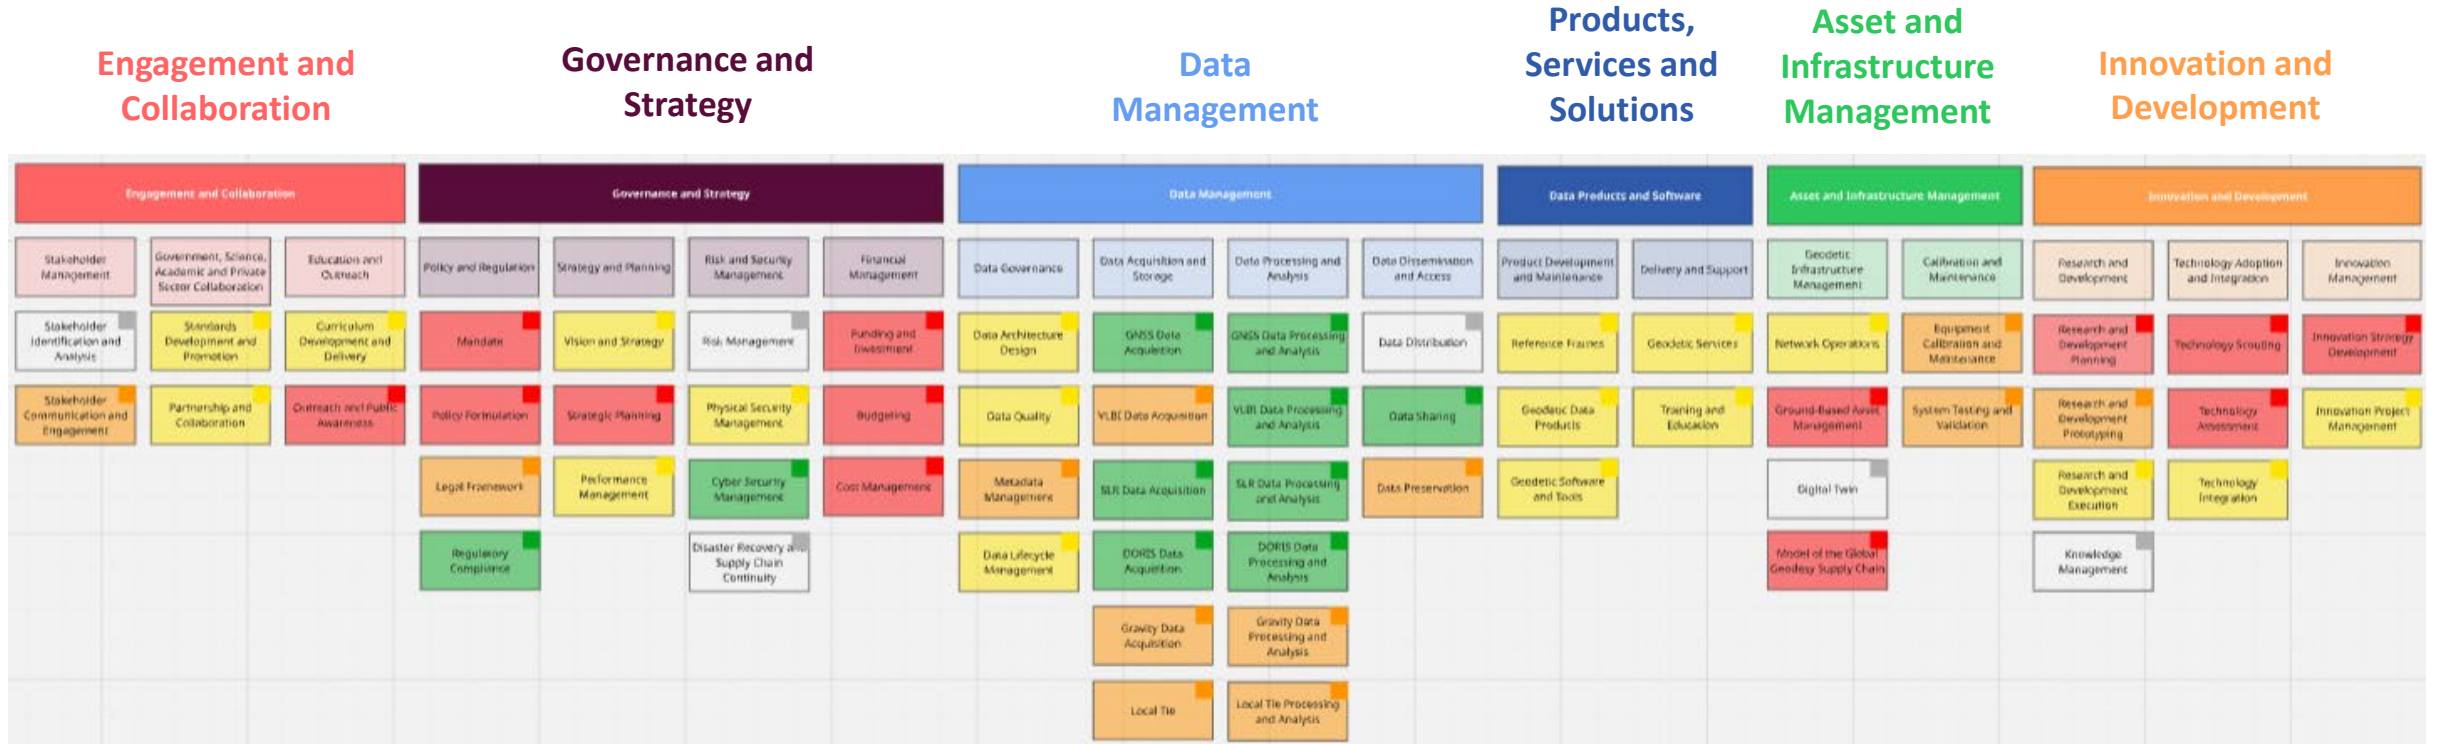 Engagement and
Collaboration
Governance and
Strategy
Data
Management
Products,
Services and
Solutions
Asset and
Infrastructure
Management
Innovation and
Development
Engagement and Collaboration
Governance and Strategy
Data Management
Data Products and Software
Asset and Infrastructure Management
Innovation and Development
Stakeholder
Management
Government, Science,
Academic and Private
Sector Collaboration
Education and
Outreach
Policy and Regulation
Strategy and Planning
Risk and Security
Management
Financial
Management
Data Governance
Data Acquisition and
Storage
Data Processing and
Analysis
Data Dissemination
and Access
Product Development
and Maintenance
Delivery and Support
Geodetic
Infrastructure
Management
Calibration and
Maintenance
Research and
Development
Technology Adoption
and Integration
Innovation
Management
Stakeholder
Identification and
Analysis
Standards
Development and
Promotion
Curriculum
Development and
Delivery
Mandate
Vision and Strategy
Risk Management
Funding and
Investment
Data Architecture
Design
GNSS Data
Acquisition
GNSS Data Processing
and Analysis
Data Distribution
Reference Frames
Geodetic Services
Network Operations
Equipment
Calibration and
Maintenance
Research and
Development
Planning
Technology Scouting
Innovation Strategy
Development
Stakeholder
Communication and
Engagement
Partnership and
Collaboration
Outreach and Public
Awareness
Policy Formulation
Strategic Planning
Physical Security
Management
Budgeting
Data Quality
VLBI Data Acquisition
VLBI Data Processing
and Analysis
Data Sharing
Geodetic Data
Products
Training and
Education
Ground-Based Asset
Management
System Testing and
Validation
Research and
Development
Prototyping
Technology
Assessment
Innovation Project
Management
Legal Framework
Performance
Management
Cyber Security
Management
Cost Management
Metadata
Management
SLR Data Acquisition
SLR Data Processing
and Analysis
Data Preservation
Geodetic Software
and Tools
Digital Twin
Research and
Development
Execution
Technology
Integration
Regulatory
Compliance
Disaster Recovery and
Supply Chain
Continuity
Data Lifecycle
Management
DORIS Data
Acquisition
DORIS Data
Processing and
Analysis
Model of the Global
Geodesy Supply Chain
Knowledge
Management
Gravity Data
Acquisition
Gravity Data
Processing and
Analysis
Local Tie
Local Tie Processing
and Analysis